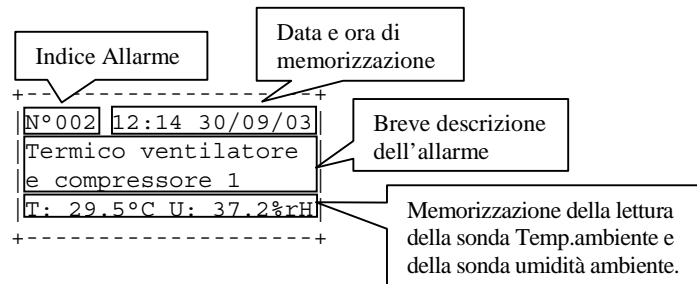 Indice Allarme
Data e ora di
memorizzazione
N°002 12:14 30/09/03
Termico ventilatore
e compressore 1
T: 29.5°C U: 37.2%rH
Breve descrizione
dell’allarme
Memorizzazione della lettura
della sonda Temp.ambiente e
della sonda umidità ambiente.